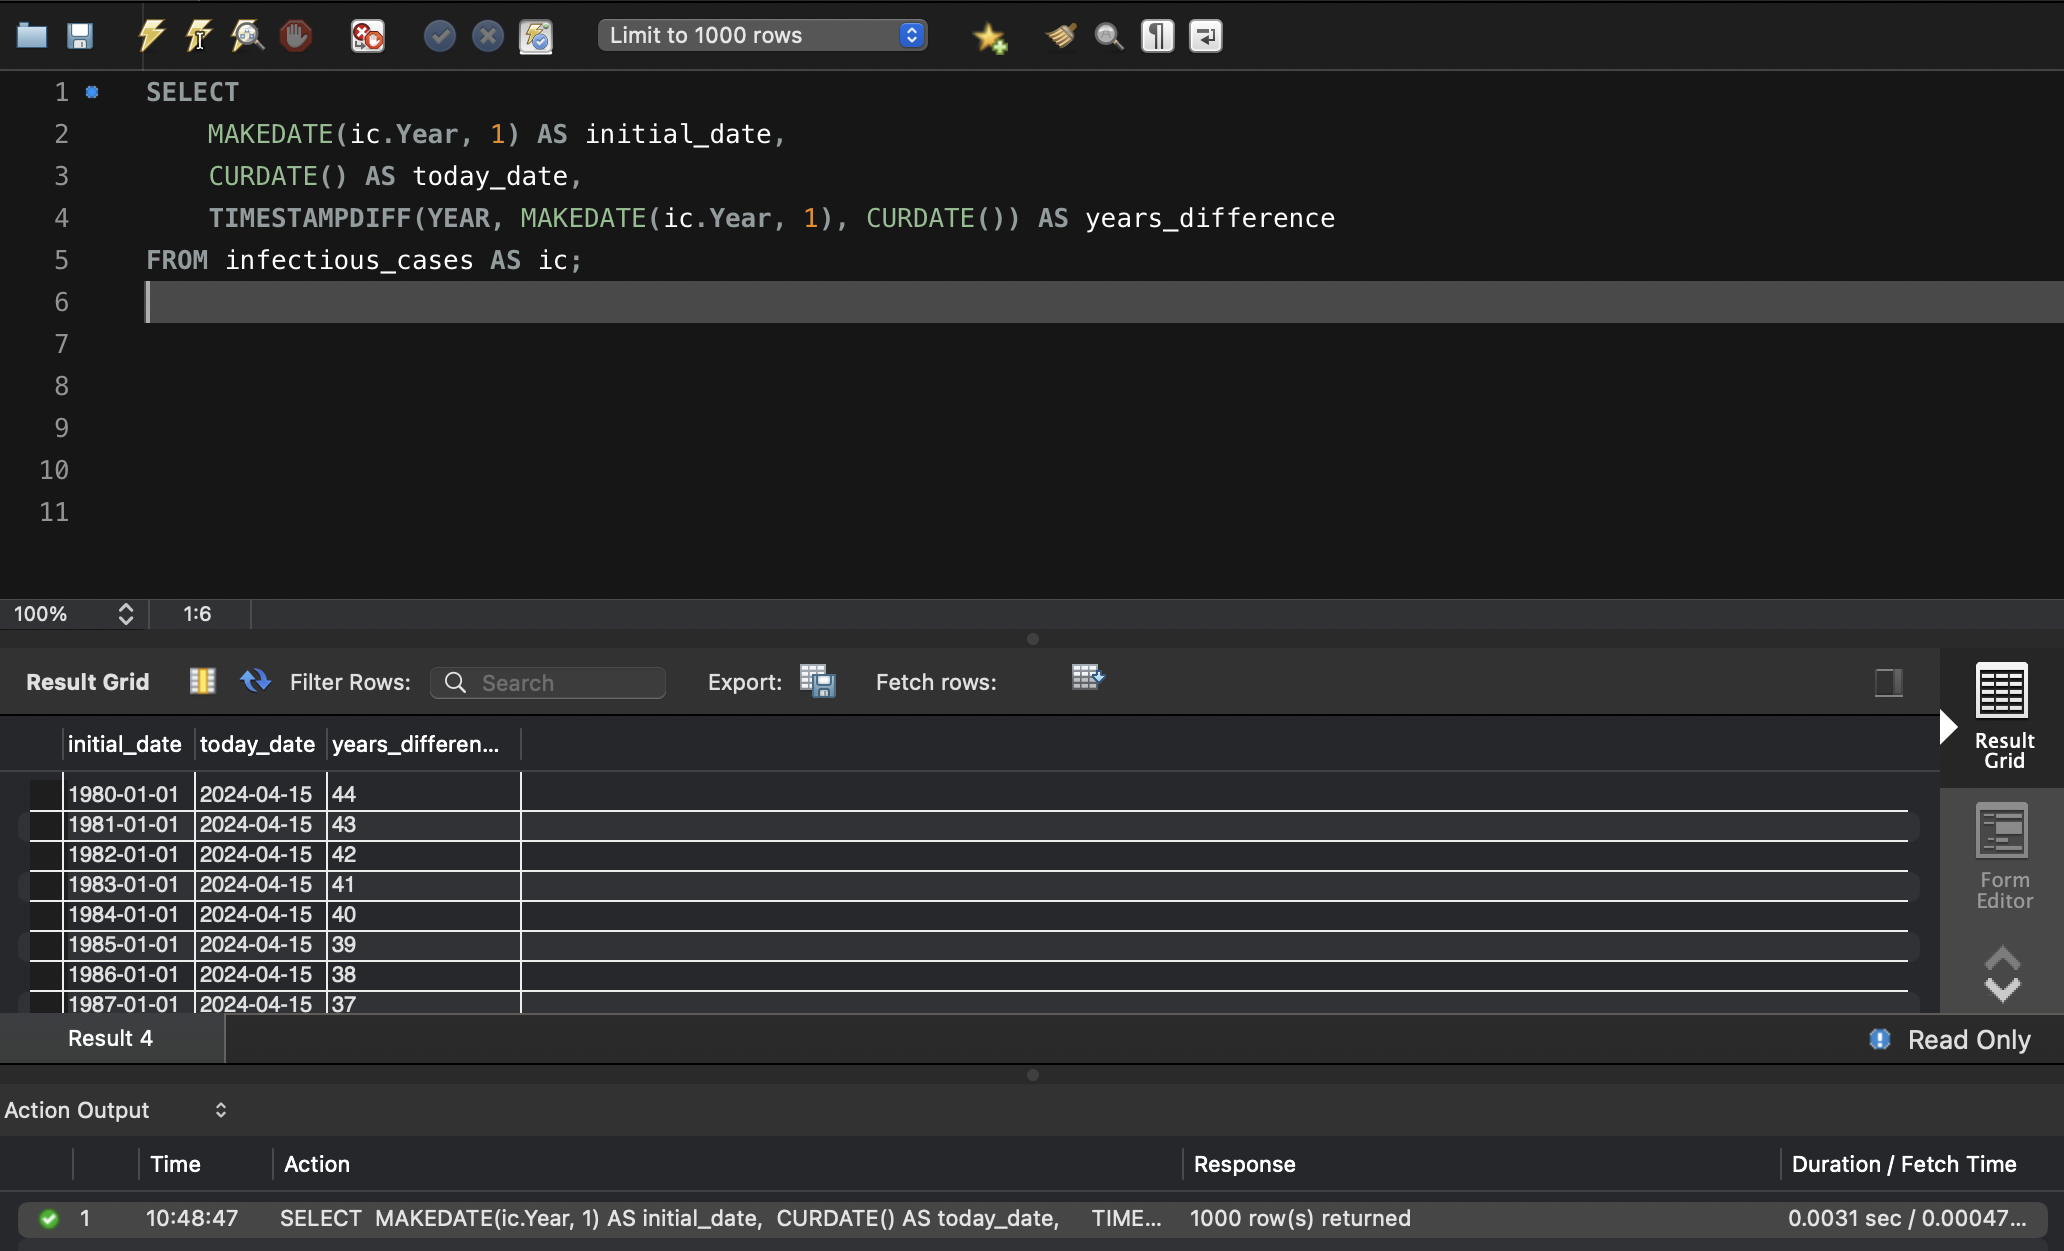 Limit to 1000 rows
1 SELECT
2 MAKEDATE(ic.Year, 1) AS initial_date,
3 CURDATE() AS today_date,
4 TIMESTAMPDIFF(YEAR, MAKEDATE(ic.Year, 1), CURDATE()) AS years_difference
5 FROM infectious_cases AS ic;
6
7
8
9
10
11
100% 1:6
Result Grid Filter Rows: Search Export: Fetch rows:
Result
Grid
Form
Editor
initial_date today_date years_differen...
1980-01-01 2024-04-15 44
1981-01-01 2024-04-15 43
1982-01-01 2024-04-15 42
1983-01-01 2024-04-15 41
1984-01-01 2024-04-15 40
1985-01-01 2024-04-15 39
1986-01-01 2024-04-15 38
1987-01-01 2024-04-15 37
Result 4 Read Only
Action Output
Time Action Response Duration / Fetch Time
1 10:48:47 SELECT MAKEDATE(ic.Year, 1) AS initial_date, CURDATE() AS today_date, TIME... 1000 row(s) returned 0.0031 sec / 0.00047...